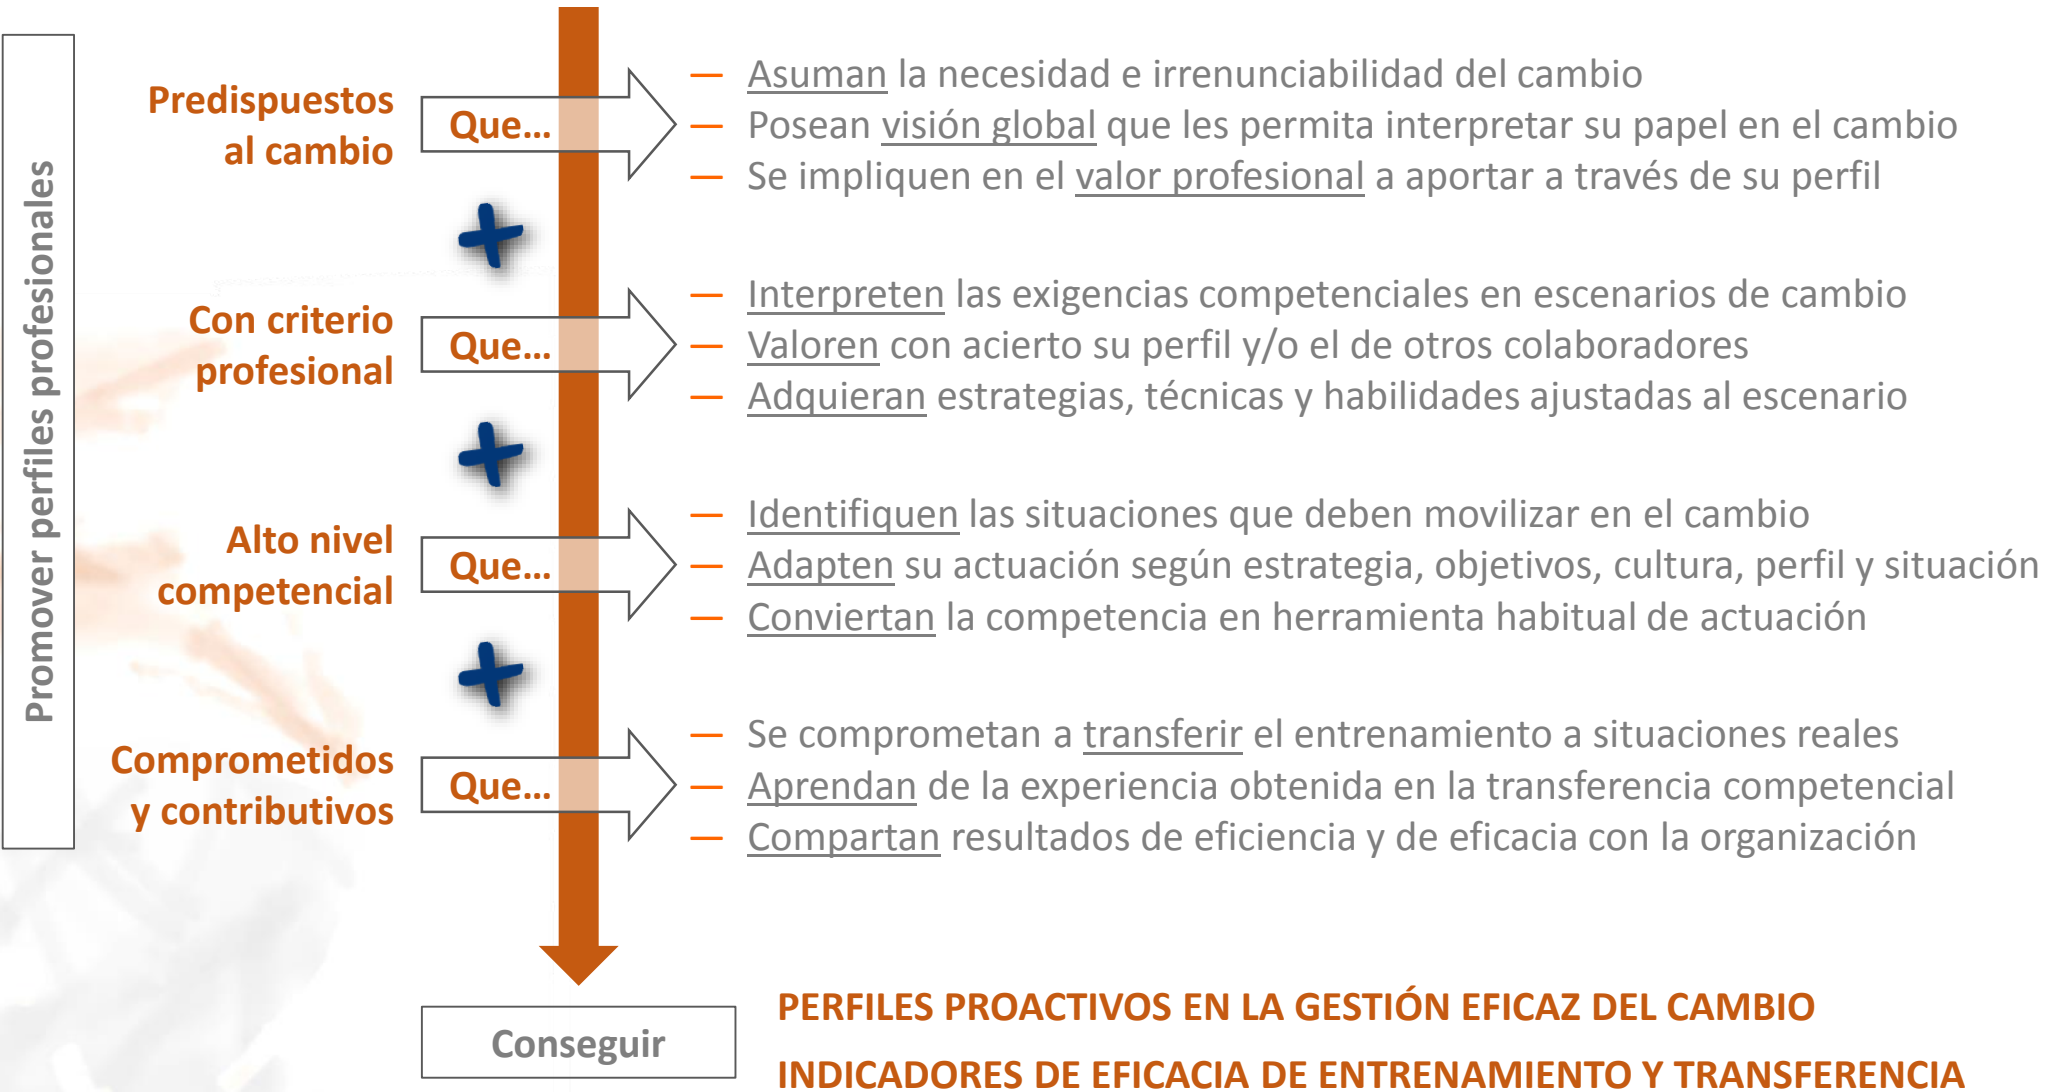 Promover perfiles profesionales
Predispuestos
al cambio
Que...
— Asuman la necesidad e irrenunciabilidad del cambio
— Posean visión global que les permita interpretar su papel en el cambio
— Se impliquen en el valor profesional a aportar a través de su perfil
+
Con criterio
profesional
Que...
— Interpreten las exigencias competenciales en escenarios de cambio
— Valoren con acierto su perfil y/o el de otros colaboradores
— Adquieran estrategias, técnicas y habilidades ajustadas al escenario
+
Alto nivel
competencial
Que...
— Identifiquen las situaciones que deben movilizar en el cambio
— Adapten su actuación según estrategia, objetivos, cultura, perfil y situación
— Conviertan la competencia en herramienta habitual de actuación
+
Comprometidos
y contributivos
Que...
— Se comprometan a transferir el entrenamiento a situaciones reales
— Aprendan de la experiencia obtenida en la transferencia competencial
— Compartan resultados de eficiencia y de eficacia con la organización
Conseguir
PERFILES PROACTIVOS EN LA GESTIÓN EFICAZ DEL CAMBIO
INDICADORES DE EFICACIA DE ENTRENAMIENTO Y TRANSFERENCIA